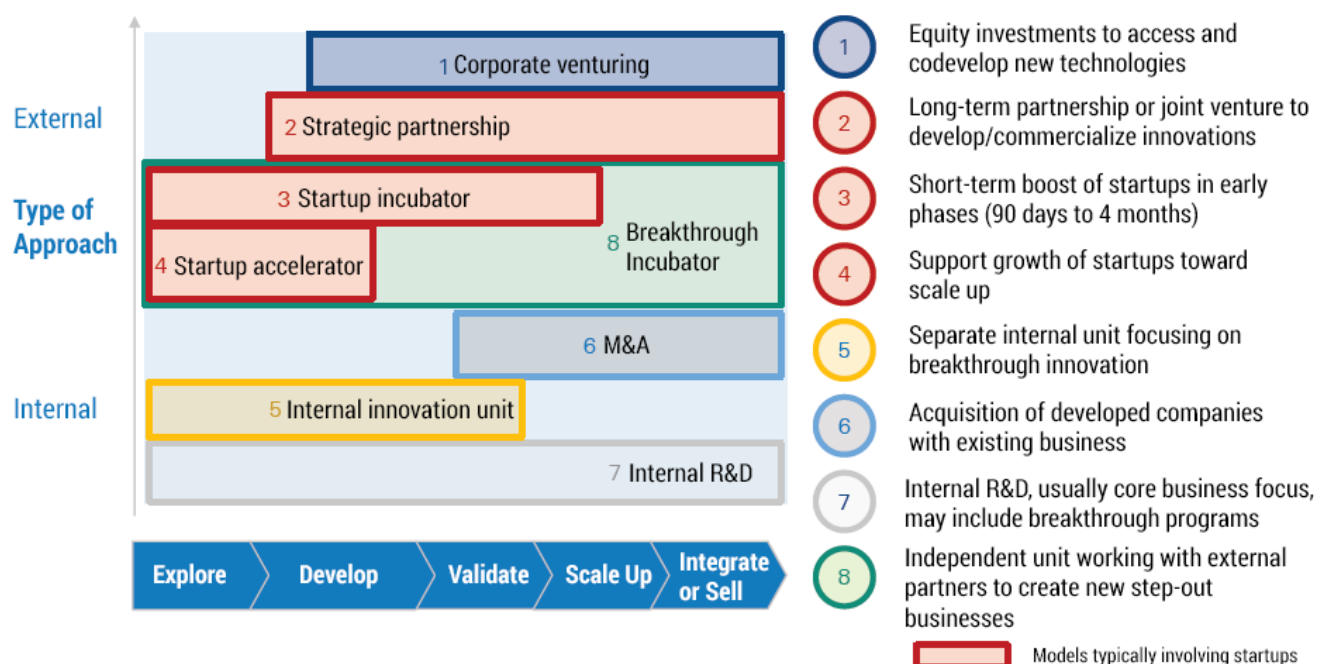 External
Type of
Approach
Internal
1 Corporate venturing
2 Strategic partnership
3 Startup incubator
4 Startup accelerator
8 Breakthrough
Incubator
6 M&A
5 Internal innovation unit
7 Internal R&D
Explore
Develop
Validate
Scale Up
Integrate
or Sell
1
Equity investments to access and
codevelop new technologies
2
Long-term partnership or joint venture to
develop/commercialize innovations
3
Short-term boost of startups in early
phases (90 days to 4 months)
4
Support growth of startups toward
scale up
5
Separate internal unit focusing on
breakthrough innovation
6
Acquisition of developed companies
with existing business
7
Internal R&D, usually core business focus,
may include breakthrough programs
8
Independent unit working with external
partners to create new step-out
businesses
Models typically involving startups